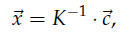 x⃗ = K⁻¹ · c⃗,